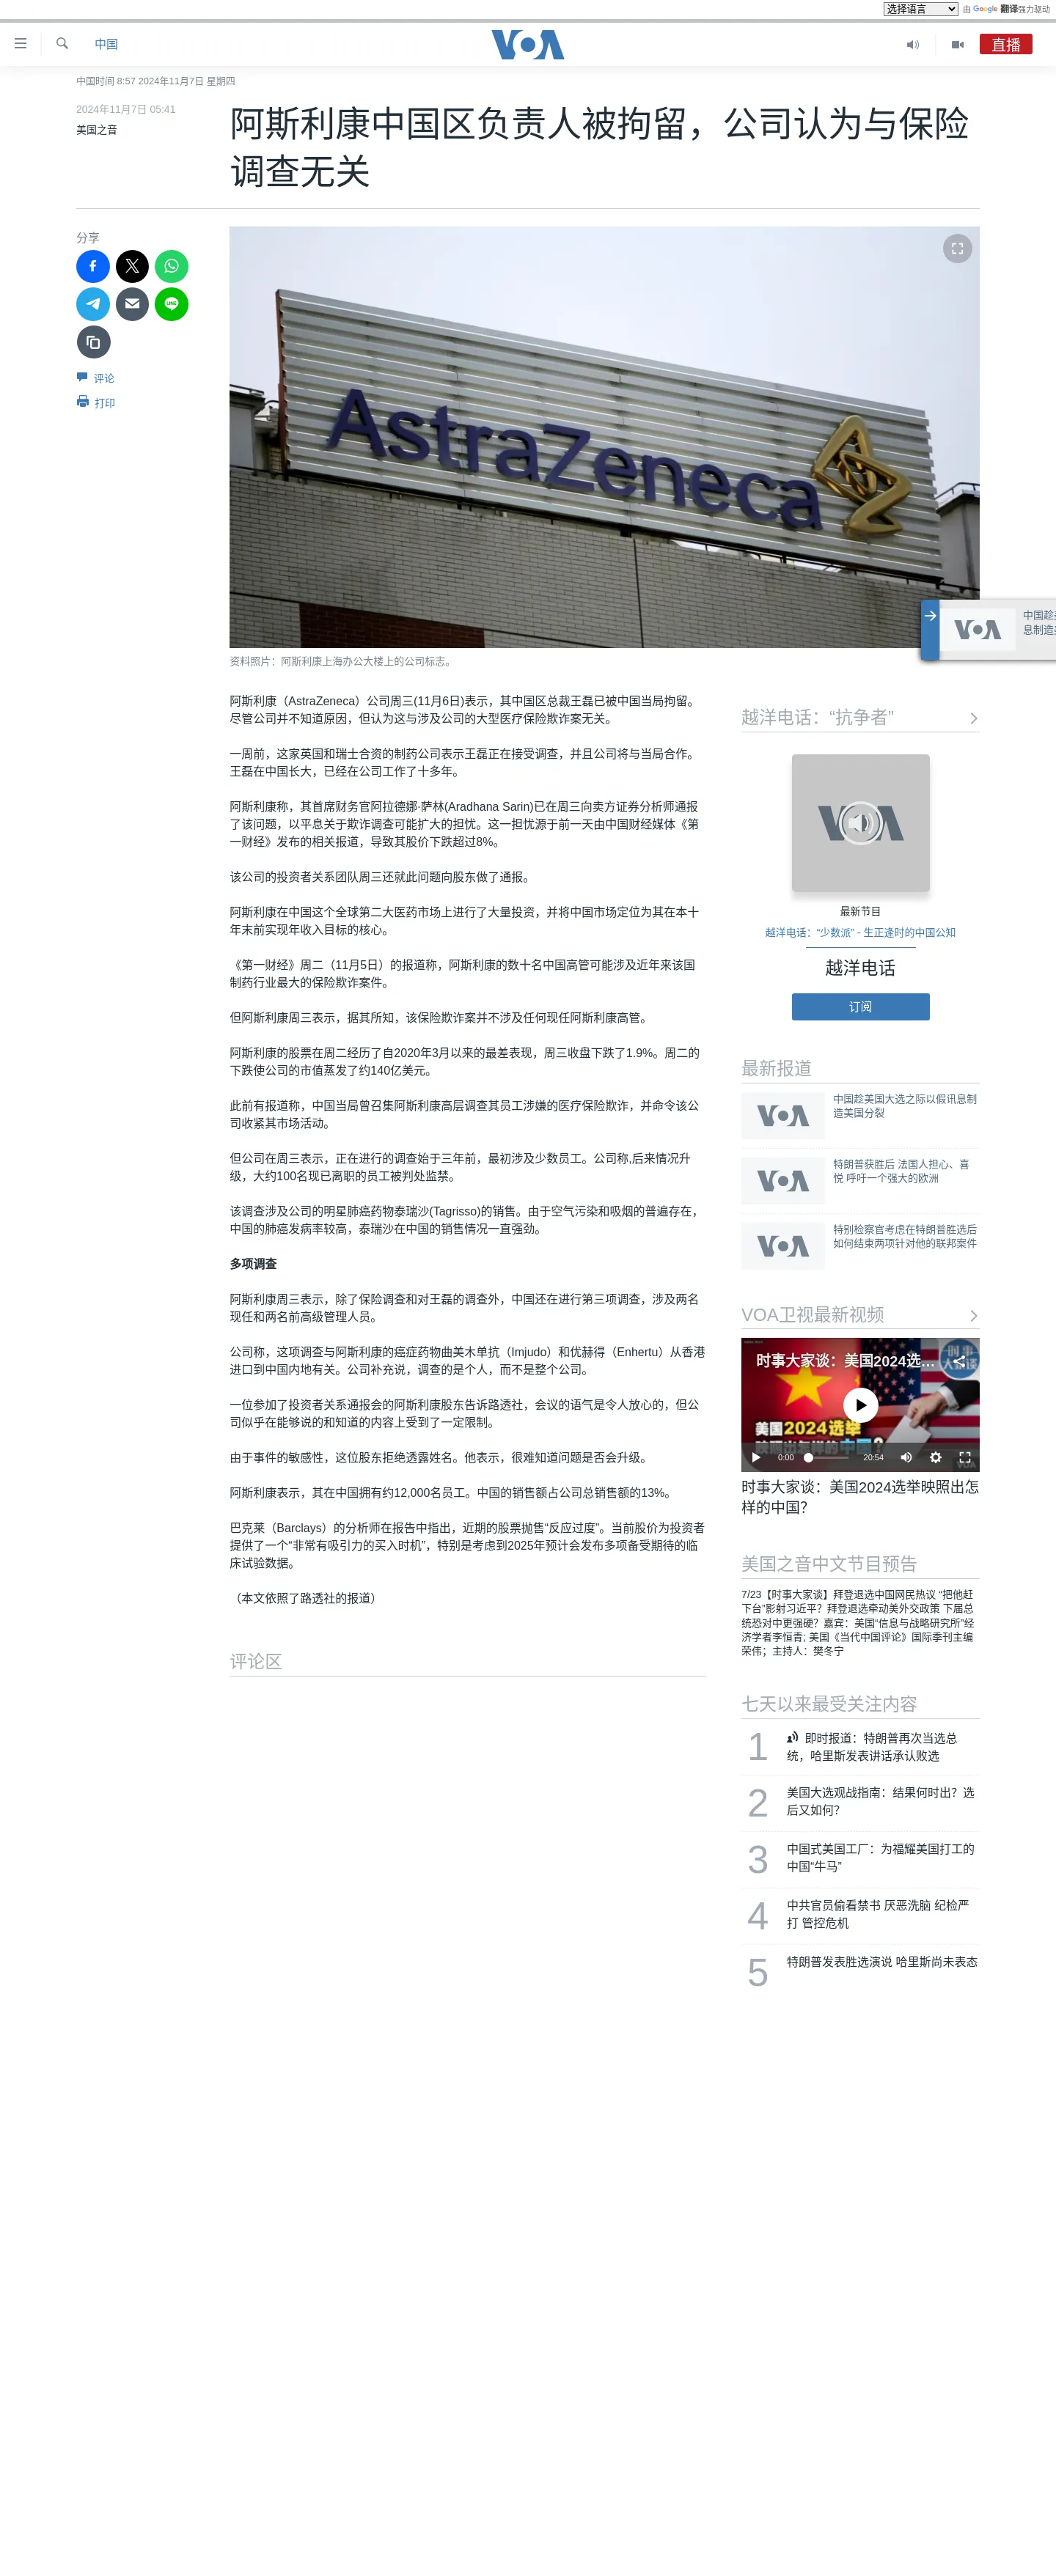 选择语言 由 Google 翻译强力驱动
中国
VOA
直播
中国时间 8:57 2024年11月7日 星期四
2024年11月7日 05:41
美国之音
阿斯利康中国区负责人被拘留，公司认为与保险
调查无关
分享
LINE
评论
打印
AstraZeneca
资料照片：阿斯利康上海办公大楼上的公司标志。
VOA
中国趁
息制造
阿斯利康（AstraZeneca）公司周三(11月6日)表示，其中国区总裁王磊已被中国当局拘留。
尽管公司并不知道原因，但认为这与涉及公司的大型医疗保险欺诈案无关。
一周前，这家英国和瑞士合资的制药公司表示王磊正在接受调查，并且公司将与当局合作。
王磊在中国长大，已经在公司工作了十多年。
阿斯利康称，其首席财务官阿拉德娜·萨林(Aradhana Sarin)已在周三向卖方证券分析师通报
了该问题，以平息关于欺诈调查可能扩大的担忧。这一担忧源于前一天由中国财经媒体《第
一财经》发布的相关报道，导致其股价下跌超过8%。
该公司的投资者关系团队周三还就此问题向股东做了通报。
阿斯利康在中国这个全球第二大医药市场上进行了大量投资，并将中国市场定位为其在本十
年末前实现年收入目标的核心。
《第一财经》周二（11月5日）的报道称，阿斯利康的数十名中国高管可能涉及近年来该国
制药行业最大的保险欺诈案件。
但阿斯利康周三表示，据其所知，该保险欺诈案并不涉及任何现任阿斯利康高管。
阿斯利康的股票在周二经历了自2020年3月以来的最差表现，周三收盘下跌了1.9%。周二的
下跌使公司的市值蒸发了约140亿美元。
此前有报道称，中国当局曾召集阿斯利康高层调查其员工涉嫌的医疗保险欺诈，并命令该公
司收紧其市场活动。
但公司在周三表示，正在进行的调查始于三年前，最初涉及少数员工。公司称,后来情况升
级，大约100名现已离职的员工被判处监禁。
该调查涉及公司的明星肺癌药物泰瑞沙(Tagrisso)的销售。由于空气污染和吸烟的普遍存在，
中国的肺癌发病率较高，泰瑞沙在中国的销售情况一直强劲。
多项调查
阿斯利康周三表示，除了保险调查和对王磊的调查外，中国还在进行第三项调查，涉及两名
现任和两名前高级管理人员。
公司称，这项调查与阿斯利康的癌症药物曲美木单抗（Imjudo）和优赫得（Enhertu）从香港
进口到中国内地有关。公司补充说，调查的是个人，而不是整个公司。
一位参加了投资者关系通报会的阿斯利康股东告诉路透社，会议的语气是令人放心的，但公
司似乎在能够说的和知道的内容上受到了一定限制。
由于事件的敏感性，这位股东拒绝透露姓名。他表示，很难知道问题是否会升级。
阿斯利康表示，其在中国拥有约12,000名员工。中国的销售额占公司总销售额的13%。
巴克莱（Barclays）的分析师在报告中指出，近期的股票抛售“反应过度”。当前股价为投资者
提供了一个“非常有吸引力的买入时机”，特别是考虑到2025年预计会发布多项备受期待的临
床试验数据。
（本文依照了路透社的报道）
评论区
越洋电话：“抗争者”
VOA
最新节目
越洋电话：“少数派” - 生正逢时的中国公知
越洋电话
订阅
最新报道
VOA
中国趁美国大选之际以假讯息制
造美国分裂
VOA
特朗普获胜后 法国人担心、喜
悦 呼吁一个强大的欧洲
VOA
特别检察官考虑在特朗普胜选后
如何结束两项针对他的联邦案件
VOA卫视最新视频
时事大家谈：美国2024选…
美国2024选举
0:00 20:54
时事大家谈：美国2024选举映照出怎
样的中国？
美国之音中文节目预告
7/23【时事大家谈】拜登退选中国网民热议 “把他赶
下台”影射习近平？拜登退选牵动美外交政策 下届总
统恐对中更强硬？嘉宾：美国“信息与战略研究所”经
济学者李恒青; 美国《当代中国评论》国际季刊主编
荣伟；主持人：樊冬宁
七天以来最受关注内容
1 即时报道：特朗普再次当选总
统，哈里斯发表讲话承认败选
2 美国大选观战指南：结果何时出？选
后又如何？
3 中国式美国工厂：为福耀美国打工的
中国“牛马”
4 中共官员偷看禁书 厌恶洗脑 纪检严
打 管控危机
5 特朗普发表胜选演说 哈里斯尚未表态